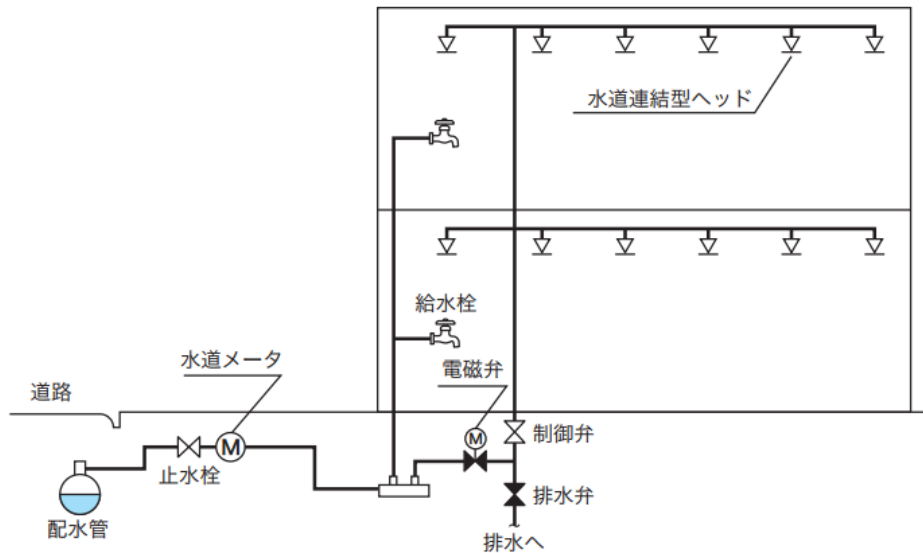 水道連結型ヘッド
給水栓
水道メータ
電磁弁
道路
M
制御弁
M
止水栓
排水弁
配水管
排水へ